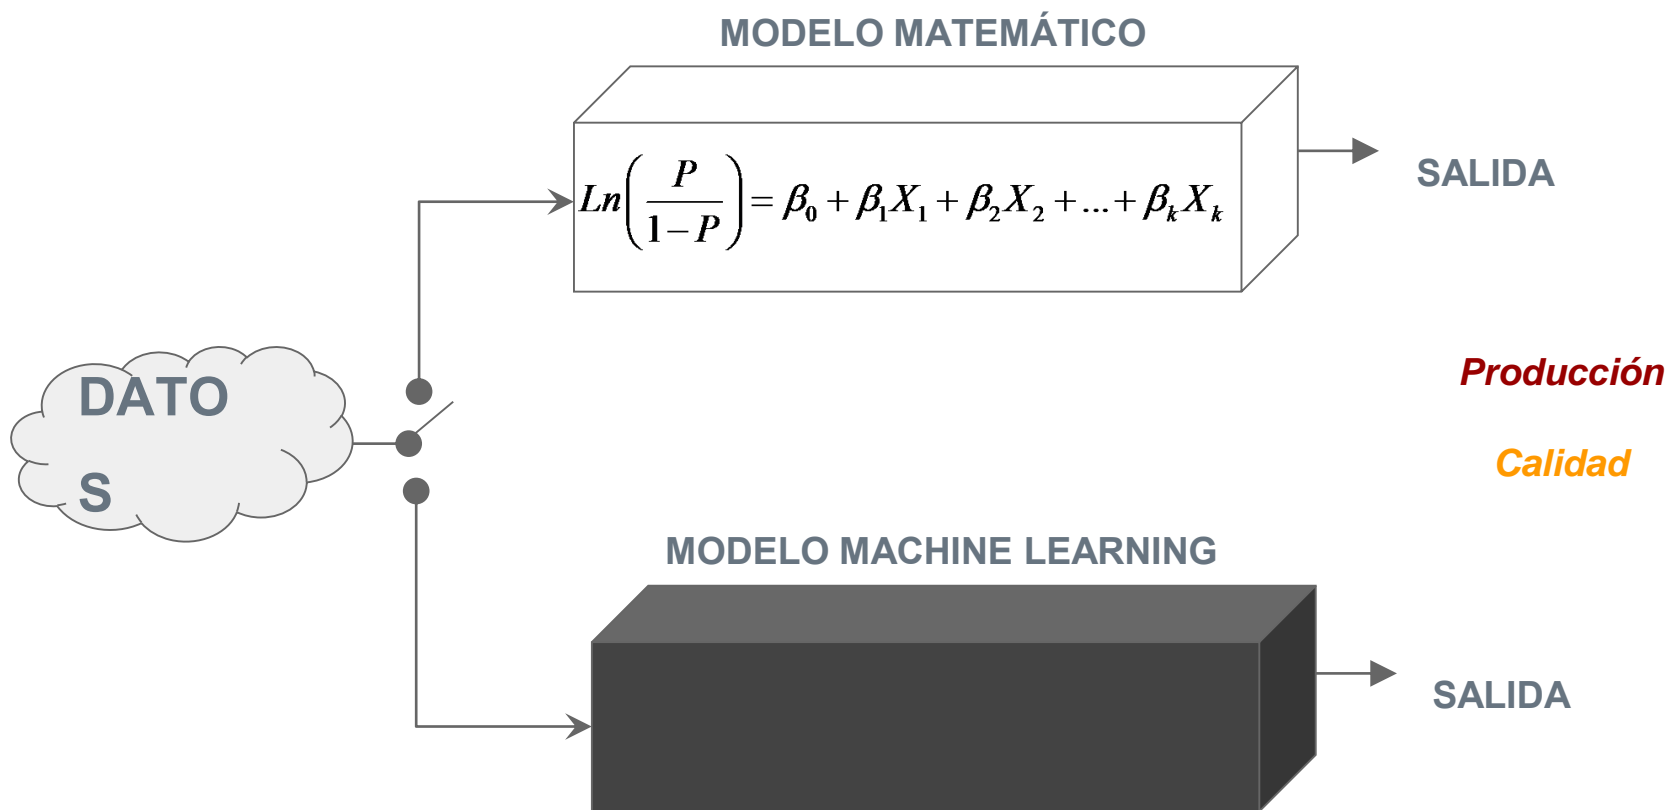 MODELO MATEMÁTICO
Ln(P/(1-P)) = β₀ + β₁X₁ + β₂X₂ + ... + βₖXₖ
SALIDA
DATO
S
Producción
Calidad
MODELO MACHINE LEARNING
SALIDA